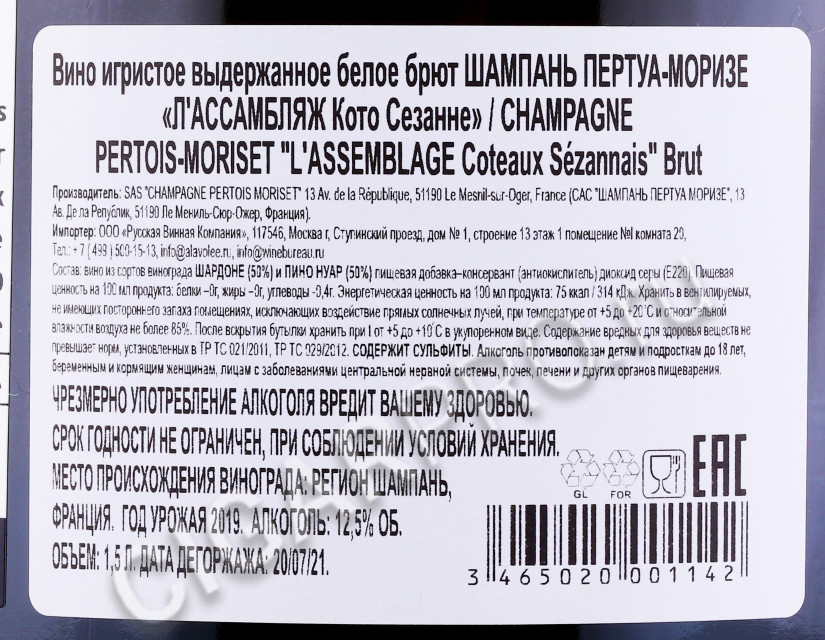 Вино игристое выдержанное белое брют ШАМПАНЬ ПЕРТУА-МОРИЗЕ
«Л'АССАМБЛЯЖ Кото Сезанне» / CHAMPAGNE
PERTOIS-MORISET "L'ASSEMBLAGE Coteaux Sézannais" Brut
Производитель: SAS "CHAMPAGNE PERTOIS MORISET" 13 Av. de la République, 51190 Le Mesnil-sur-Oger, France (САС "ШАМПАНЬ ПЕРТУА МОРИЗЕ", 13
Ав. Де ла Републик, 51190 Ле Мениль-Сюр-Ожер, Франция).
Импортер: ООО «Русская Винная Компания», 117546, Москва г, Ступинский проезд, дом № 1, строение 13 этаж 1 помещение №I комната 20,
Тел.: + 7 ( 499 ) 500-15-13, info@alavolee.ru, info@winebureau.ru
Состав: вино из сортов винограда ШАРДОНЕ (50%) и ПИНО НУАР (50%) пищевая добавка–консервант (антиокислитель) диоксид серы (Е220). Пищевая
ценность на 100 мл продукта: белки –0г, жиры –0г, углеводы -0,4г. Энергетическая ценность на 100 мл продукта: 75 ккал / 314 кДж. Хранить в вентилируемых,
не имеющих постороннего запаха помещениях, исключающих воздействие прямых солнечных лучей, при температуре от +5 до +20°С и относительной
влажности воздуха не более 85%. После вскрытия бутылки хранить при t от +5 до +10°С в укупоренном виде. Содержание вредных для здоровья веществ не
превышает норм, установленных в ТР ТС 021/2011, ТР ТС 029/2012. СОДЕРЖИТ СУЛЬФИТЫ. Алкоголь противопоказан детям и подросткам до 18 лет,
беременным и кормящим женщинам, лицам с заболеваниями центральной нервной системы, почек, печени и других органов пищеварения.
ЧРЕЗМЕРНО УПОТРЕБЛЕНИЕ АЛКОГОЛЯ ВРЕДИТ ВАШЕМУ ЗДОРОВЬЮ.
СРОК ГОДНОСТИ НЕ ОГРАНИЧЕН, ПРИ СОБЛЮДЕНИИ УСЛОВИЙ ХРАНЕНИЯ.
МЕСТО ПРОИСХОЖДЕНИЯ ВИНОГРАДА: РЕГИОН ШАМПАНЬ,
ФРАНЦИЯ. ГОД УРОЖАЯ 2019. АЛКОГОЛЬ: 12,5% ОБ.
ОБЪЕМ: 1,5 Л. ДАТА ДЕГОРЖАЖА: 20/07/21.
GL FOR EAC
3 465020 001142
CIGARPRO.RU